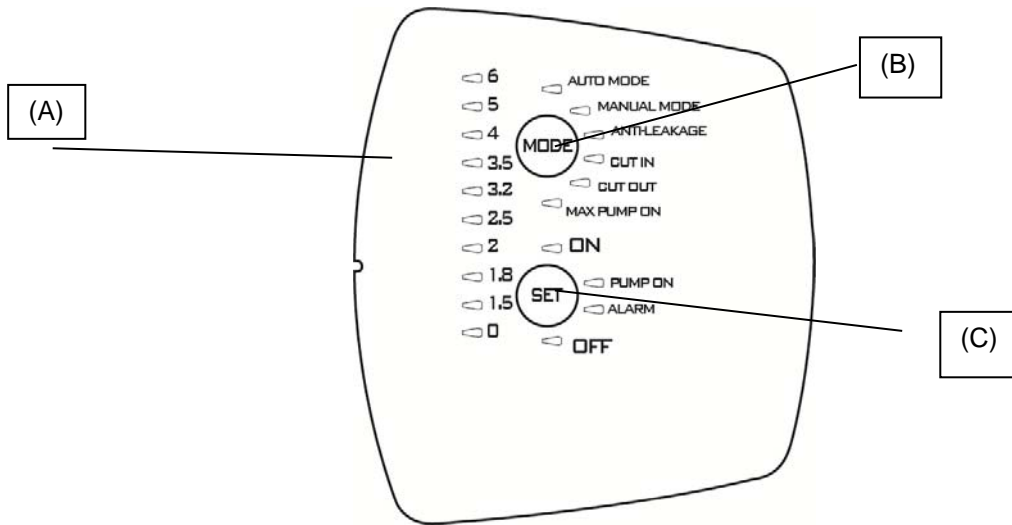 (A)
(B)
(C)
6
5
4
3.5
3.2
2.5
2
1.8
1.5
0
AUTO MODE
MANUAL MODE
ANTI-LEAKAGE
MODE
CUT IN
CUT OUT
MAX PUMP ON
ON
PUMP ON
SET
ALARM
OFF